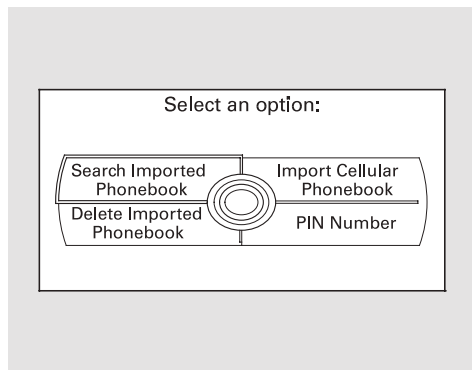 Select an option:
Search Imported
Phonebook
Import Cellular
Phonebook
Delete Imported
Phonebook
PIN Number